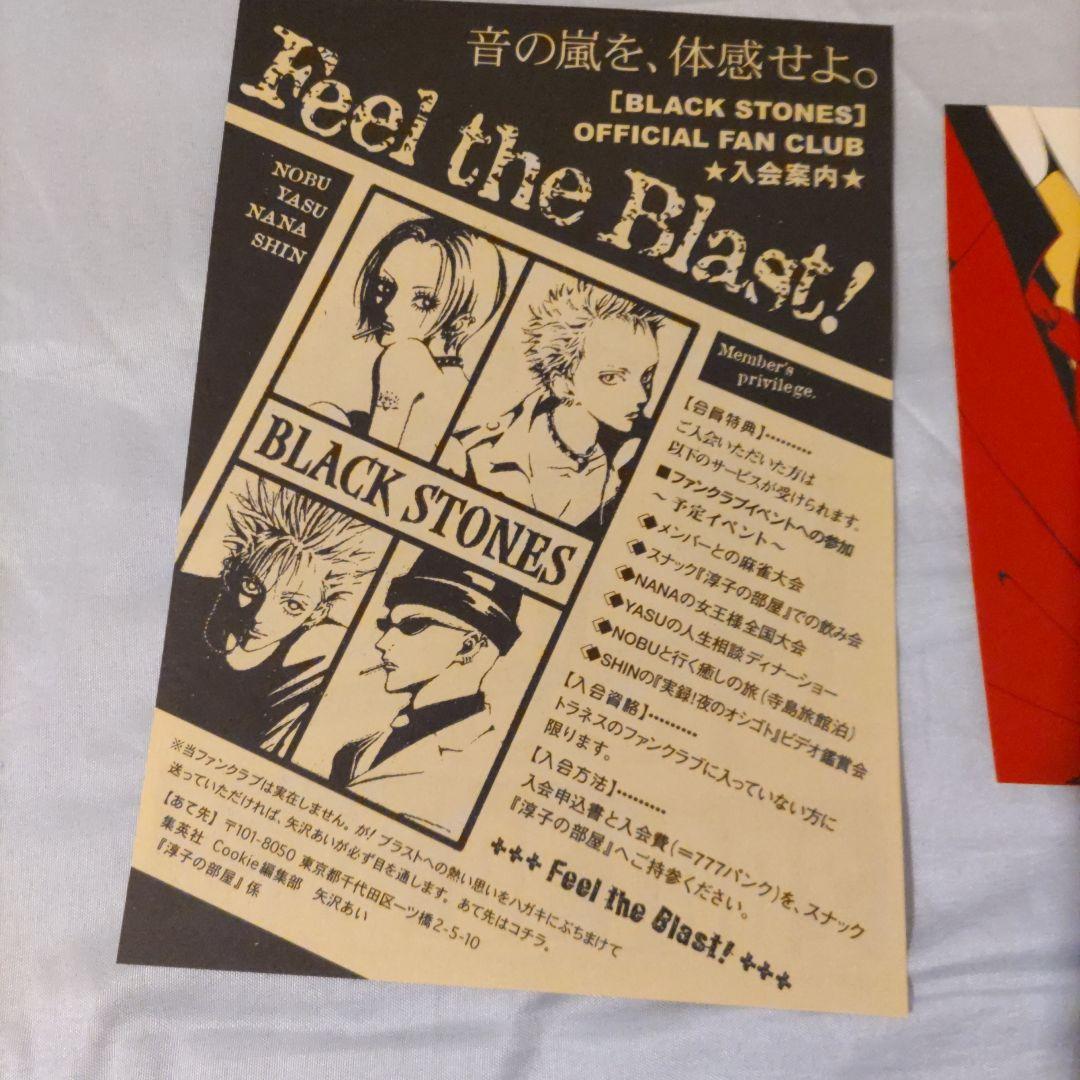 音の嵐を、体感せよ。
Feel the Blast!
[BLACK STONES]
OFFICIAL FAN CLUB
★入会案内★
NOBU
YASU
NANA
SHIN
BLACK STONES
Member's
privilege.
【会員特典】………
ご入会いただいた方は
以下のサービスが受けられます。
■ファンクラブイベントへの参加
～予定イベント～
◆メンバーとの麻雀大会
◆スナック『淳子の部屋』での飲み会
◆NANAの女王様全国大会
◆YASUの人生相談ディナーショー
◆NOBUと行く癒しの旅(寺島旅館泊)
◆SHINの『実録!夜のオシゴト』ビデオ鑑賞会
【入会資格】………
トラネスのファンクラブに入っていない方に
限ります。
【入会方法】………
入会申込書と入会費(=777パンク)を、スナック
『淳子の部屋』へご持参ください。
+++ Feel the Blast! +++
※当ファンクラブは実在しません。が! ブラストへの熱い思いをハガキにぶちまけて
送っていただければ、矢沢あいが必ず目を通します。あて先はコチラ。
【あて先】〒101-8050 東京都千代田区一ツ橋2-5-10
集英社 Cookie編集部 矢沢あい
『淳子の部屋』係